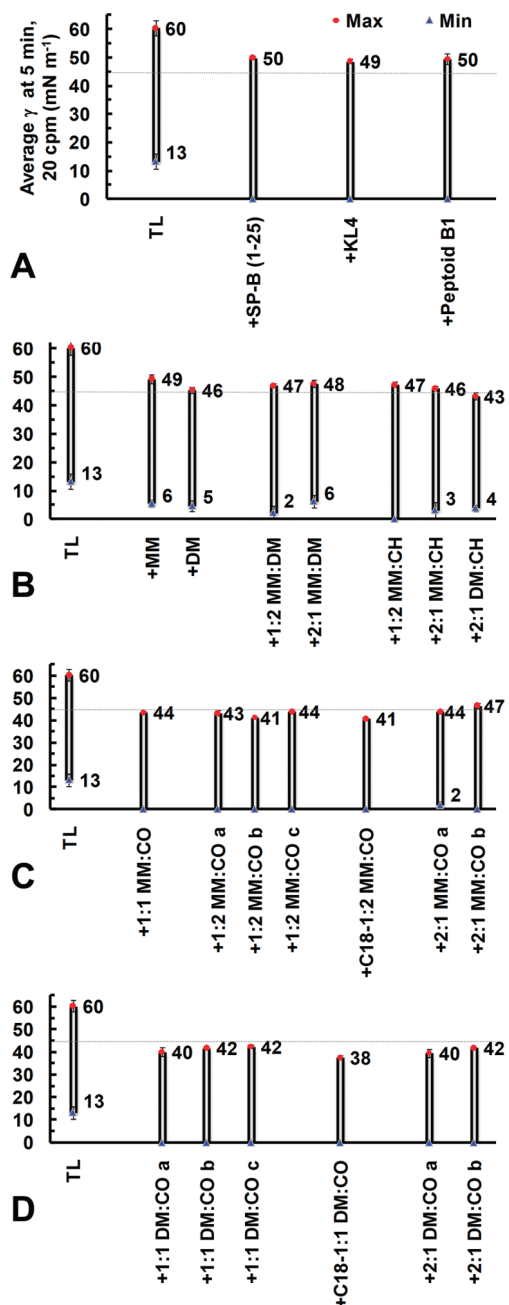 Average γ at 5 min,
20 cpm (mN m⁻¹)
Max
Min
60
50
40
30
20
10
0
60
13
50
49
50
TL
+SP-B (1-25)
+KL4
+Peptoid B1
A
60
50
40
30
20
10
0
60
13
49
6
46
5
47
2
48
6
47
46
3
43
4
TL
+MM
+DM
+1:2 MM:DM
+2:1 MM:DM
+1:2 MM:CH
+2:1 MM:CH
+2:1 DM:CH
B
60
50
40
30
20
10
0
60
13
44
43
41
44
41
44
2
47
TL
+1:1 MM:CO
+1:2 MM:CO a
+1:2 MM:CO b
+1:2 MM:CO c
+C18-1:2 MM:CO
+2:1 MM:CO a
+2:1 MM:CO b
C
60
50
40
30
20
10
0
60
13
40
42
42
38
40
42
TL
+1:1 DM:CO a
+1:1 DM:CO b
+1:1 DM:CO c
+C18-1:1 DM:CO
+2:1 DM:CO a
+2:1 DM:CO b
D